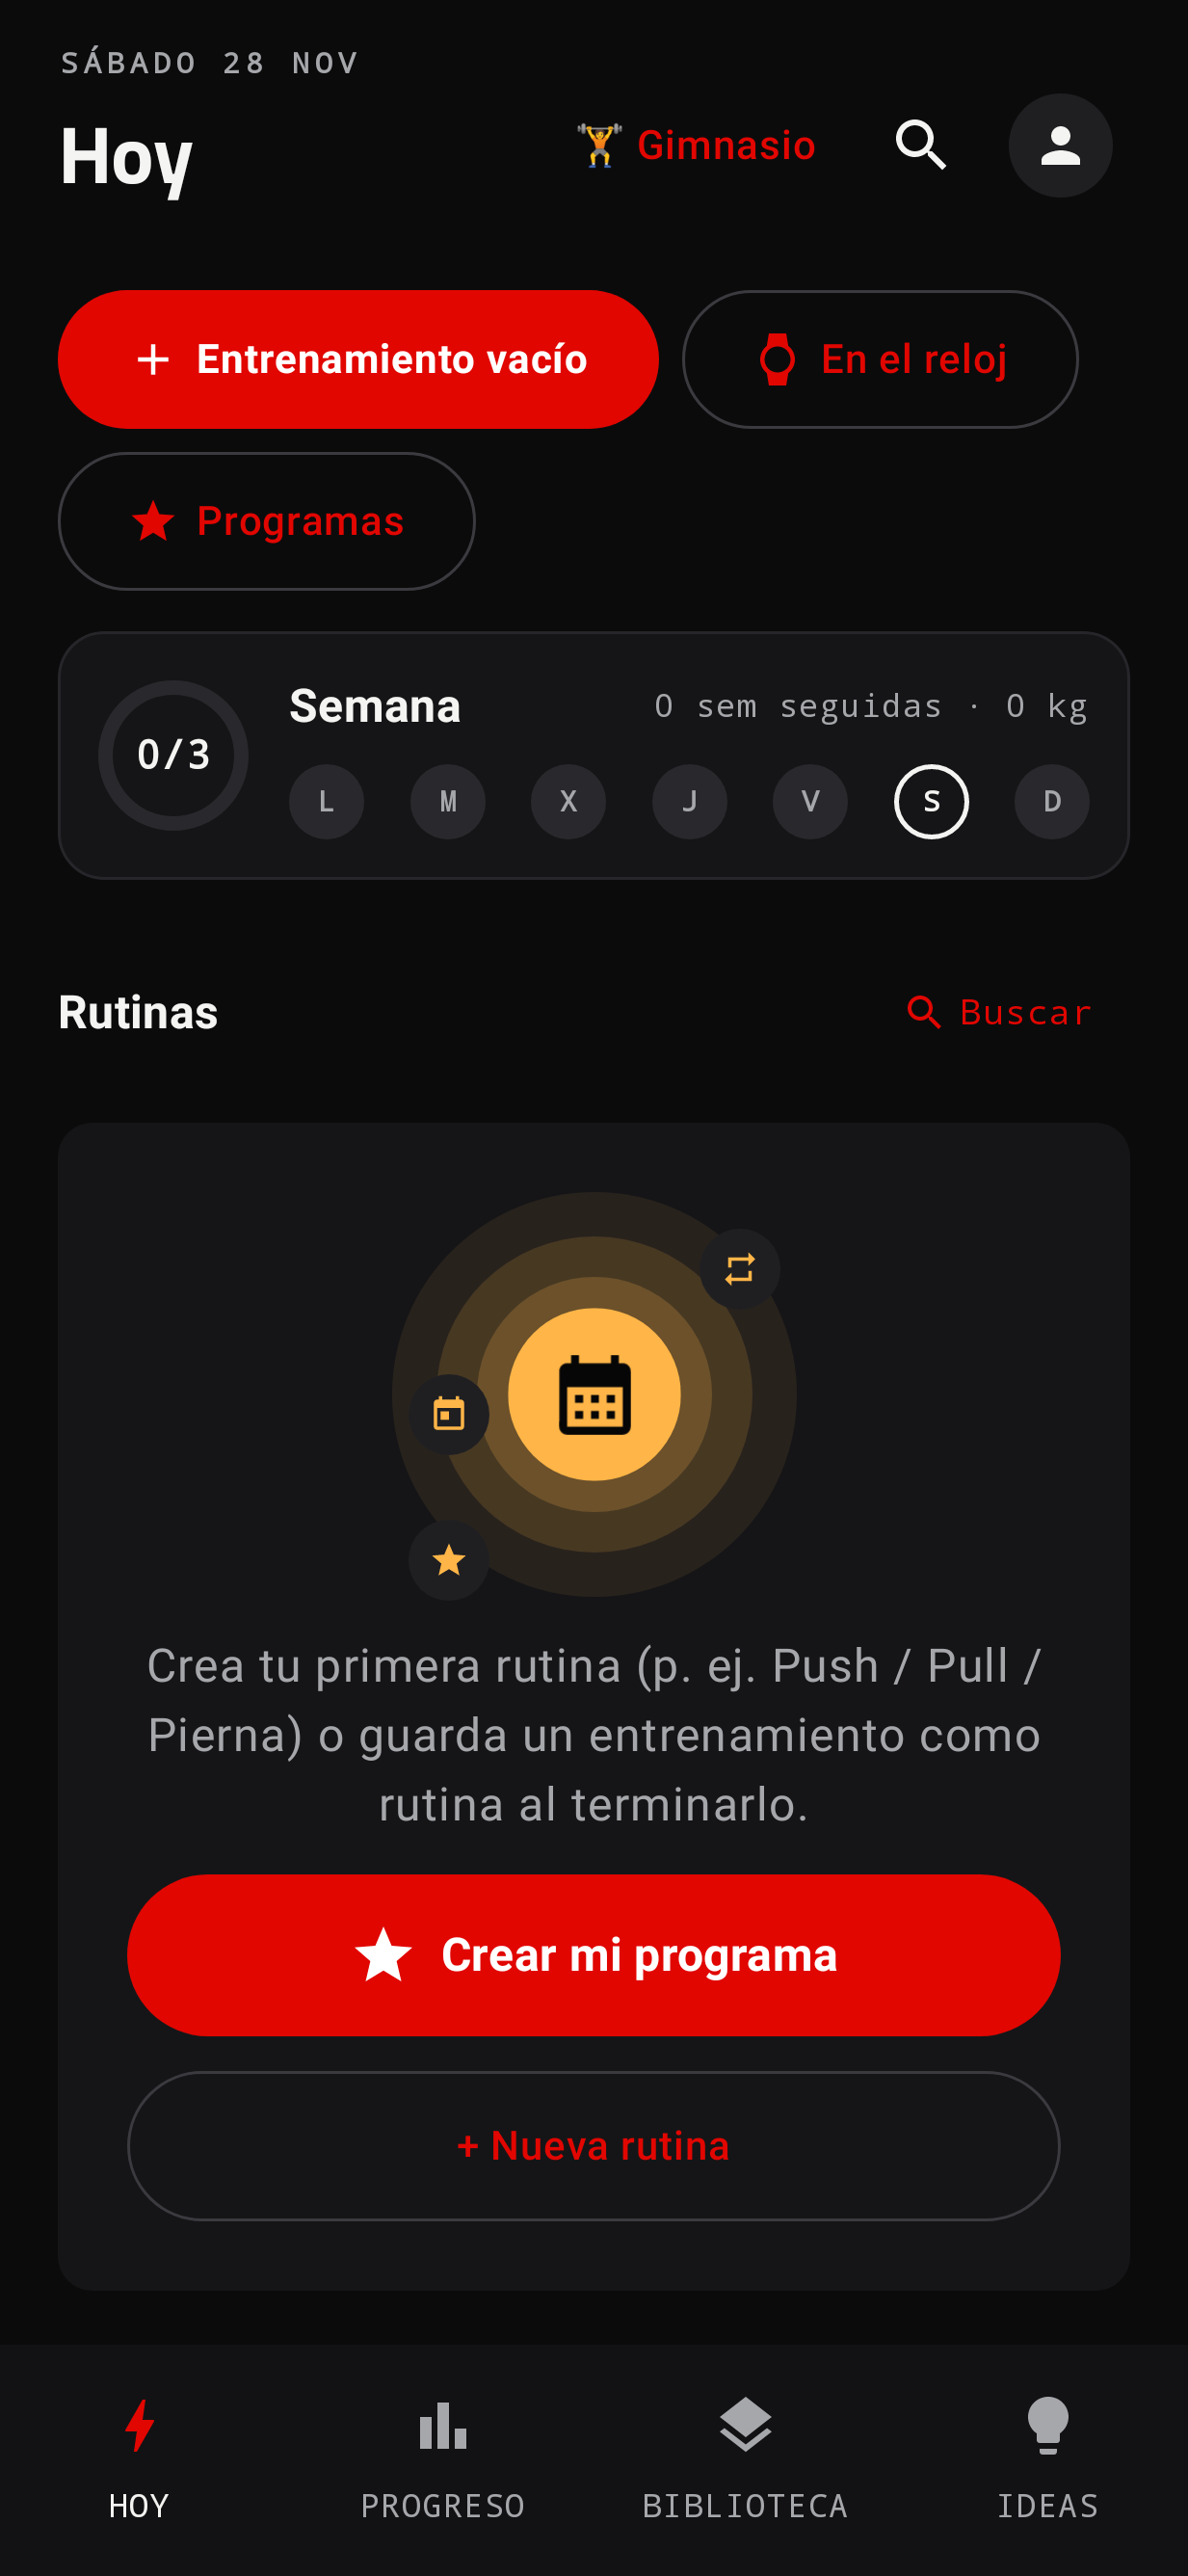 SÁBADO 28 NOV
Hoy
Gimnasio
Entrenamiento vacío
En el reloj
Programas
0/3
Semana
0 sem seguidas · 0 kg
L M X J V S D
Rutinas
Buscar
Crea tu primera rutina (p. ej. Push / Pull /
Pierna) o guarda un entrenamiento como
rutina al terminarlo.
Crear mi programa
+ Nueva rutina
HOY
PROGRESO
BIBLIOTECA
IDEAS